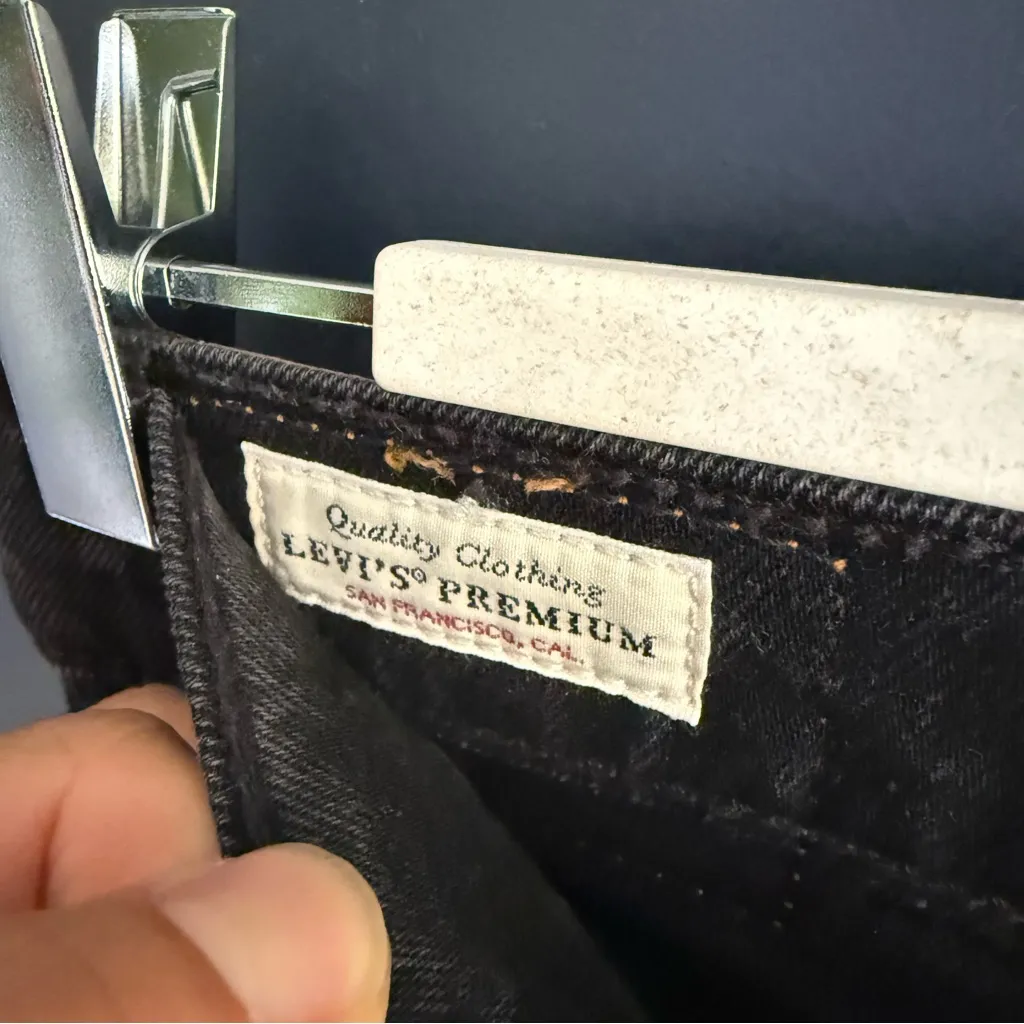 Quality Clothing
LEVI'S® PREMIUM
SAN FRANCISCO, CAL.